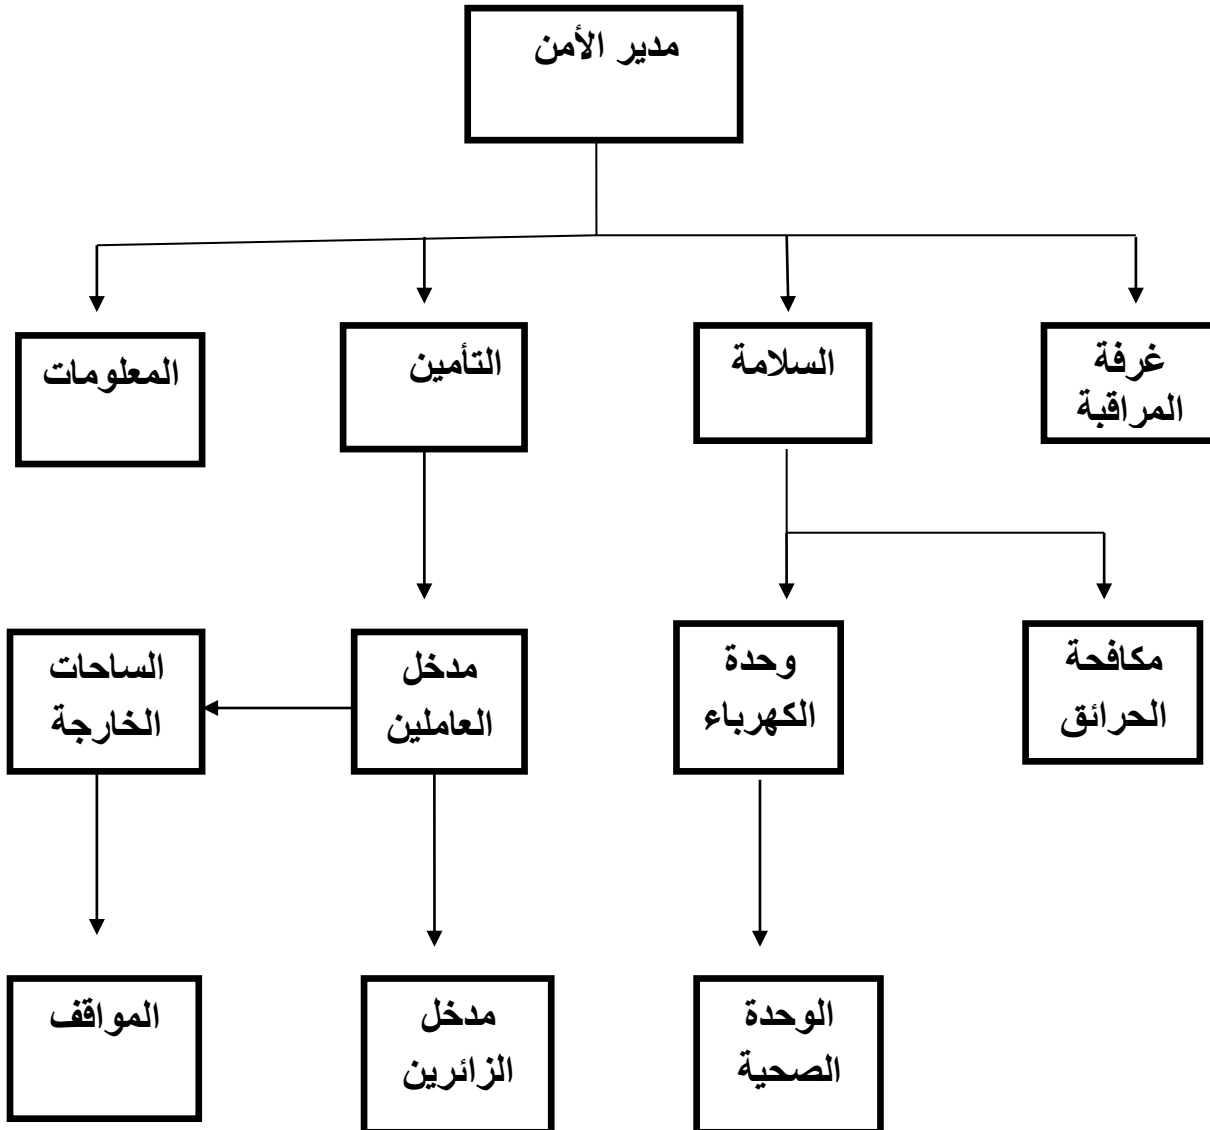 مدير الأمن
غرفة
المراقبة
السلامة
التأمين
المعلومات
مكافحة
الحرائق
وحدة
الكهرباء
مدخل
العاملين
الساحات
الخارجة
الوحدة
الصحية
مدخل
الزائرين
المواقف